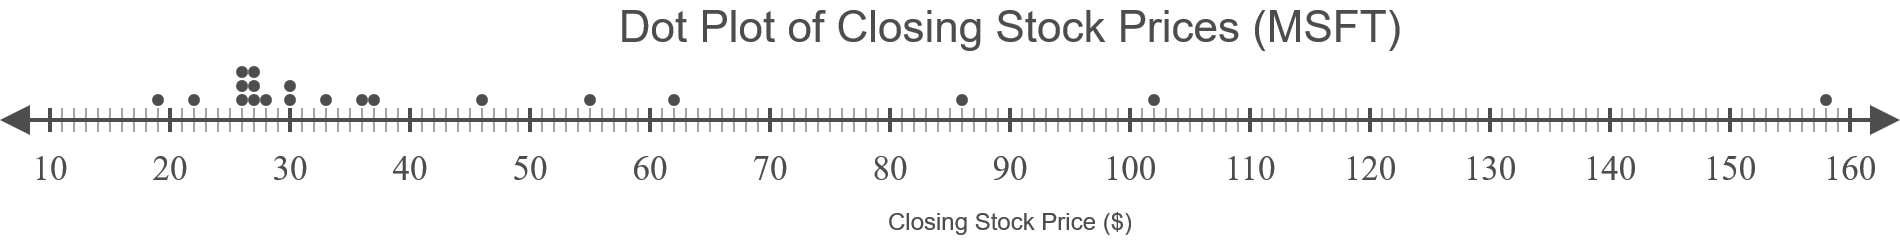 Dot Plot of Closing Stock Prices (MSFT)
10 20 30 40 50 60 70 80 90 100 110 120 130 140 150 160
Closing Stock Price ($)